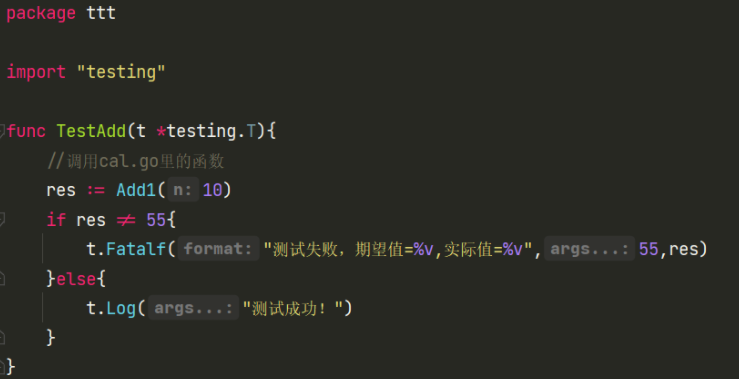 package ttt
import "testing"
func TestAdd(t *testing.T){
//调用cal.go里的函数
res := Add1( n: 10)
if res ≠ 55{
t.Fatalf( format: "测试失败，期望值=%v,实际值=%v", args...: 55,res)
}else{
t.Log( args...: "测试成功！")
}
}